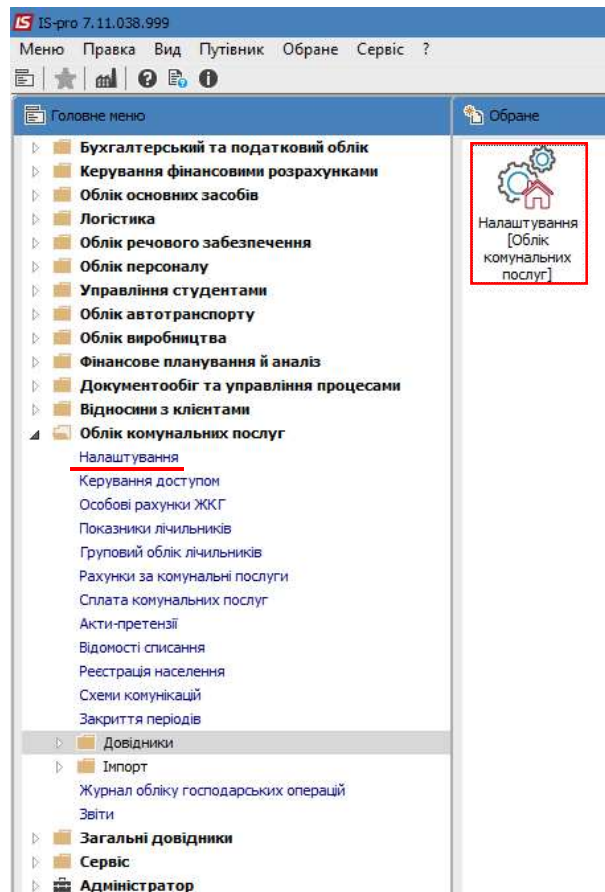 IS-pro 7.11.038.999
Меню Правка Вид Путівник Обране Сервіс ?
Головне меню
Обране
Бухгалтерський та податковий облік
Керування фінансовими розрахунками
Облік основних засобів
Логістика
Облік речового забезпечення
Облік персоналу
Управління студентами
Облік автотранспорту
Облік виробництва
Фінансове планування й аналіз
Документообіг та управління процесами
Відносини з клієнтами
Облік комунальних послуг
Налаштування
Керування доступом
Особові рахунки ЖКГ
Показники лічильників
Груповий облік лічильників
Рахунки за комунальні послуги
Сплата комунальних послуг
Акти-претензії
Відомості списання
Реєстрація населення
Схеми комунікацій
Закриття періодів
Довідники
Імпорт
Журнал обліку господарських операцій
Звіти
Загальні довідники
Сервіс
Адміністратор
Налаштування
[Облік
комунальних
послуг]